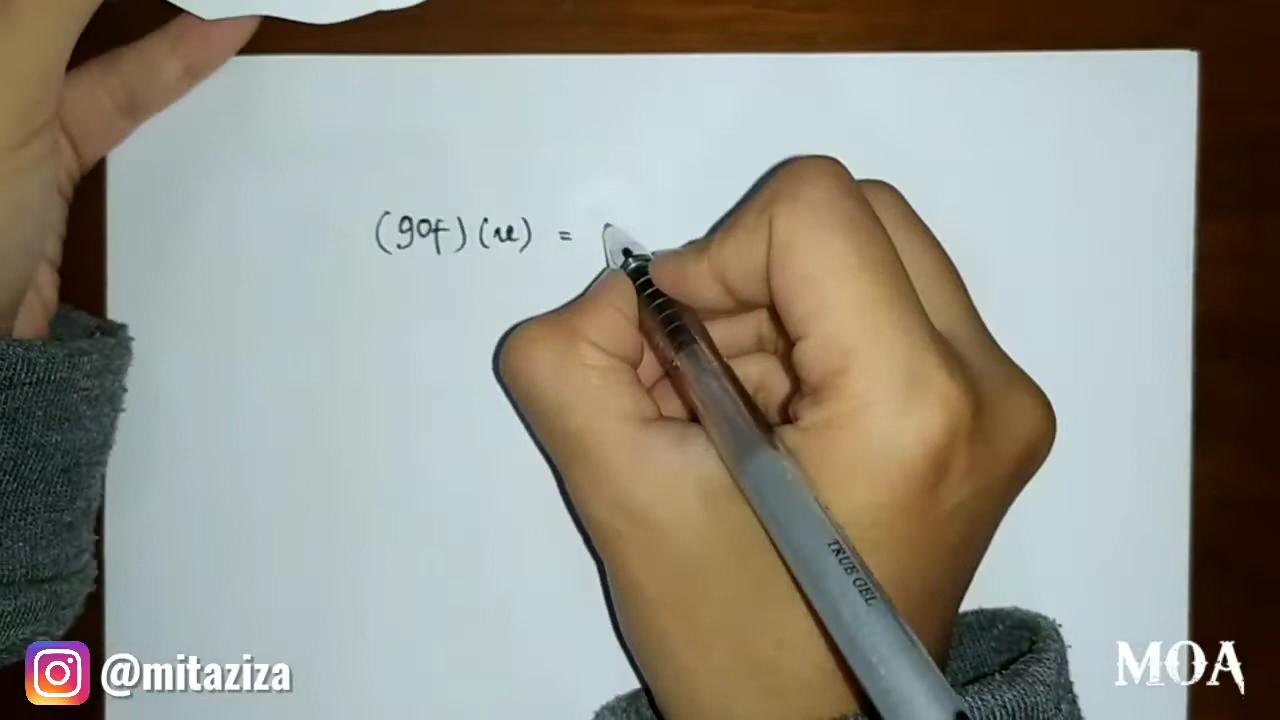 (gof)(x) =
TRUE GEL
@mitaziza
MOA